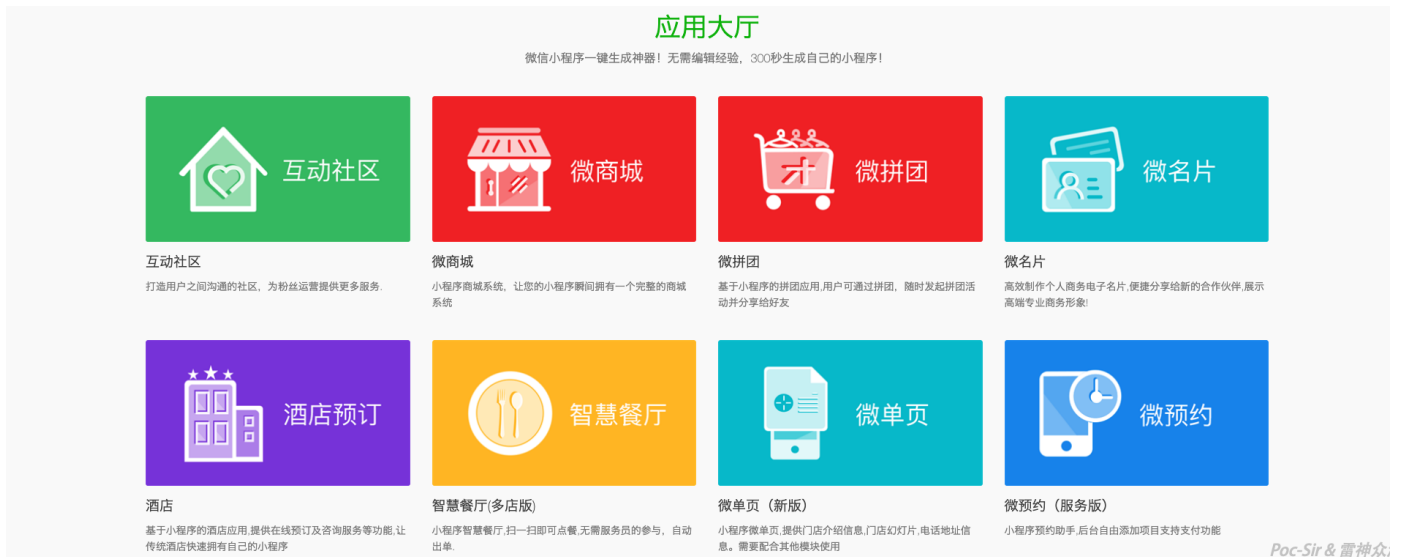 应用大厅
微信小程序一键生成神器！无需编辑经验，300秒生成自己的小程序！
互动社区
微商城
微拼团
微名片
互动社区
打造用户之间沟通的社区，为粉丝运营提供更多服务.
微商城
小程序商城系统，让您的小程序瞬间拥有一个完整的商城
系统
微拼团
基于小程序的拼团应用,用户可通过拼团，随时发起拼团活
动并分享给好友
微名片
高效制作个人商务电子名片,便捷分享给新的合作伙伴,展示
高端专业商务形象!
酒店预订
智慧餐厅
微单页
微预约
酒店
基于小程序的酒店应用,提供在线预订及咨询服务等功能,让
传统酒店快速拥有自己的小程序
智慧餐厅(多店版)
小程序智慧餐厅,扫一扫即可点餐,无需服务员的参与，自动
出单.
微单页（新版）
小程序微单页,提供门店介绍信息,门店幻灯片,电话地址信
息。需要配合其他模块使用
微预约（服务版）
小程序预约助手,后台自由添加项目支持支付功能
Poc-Sir & 雷神众